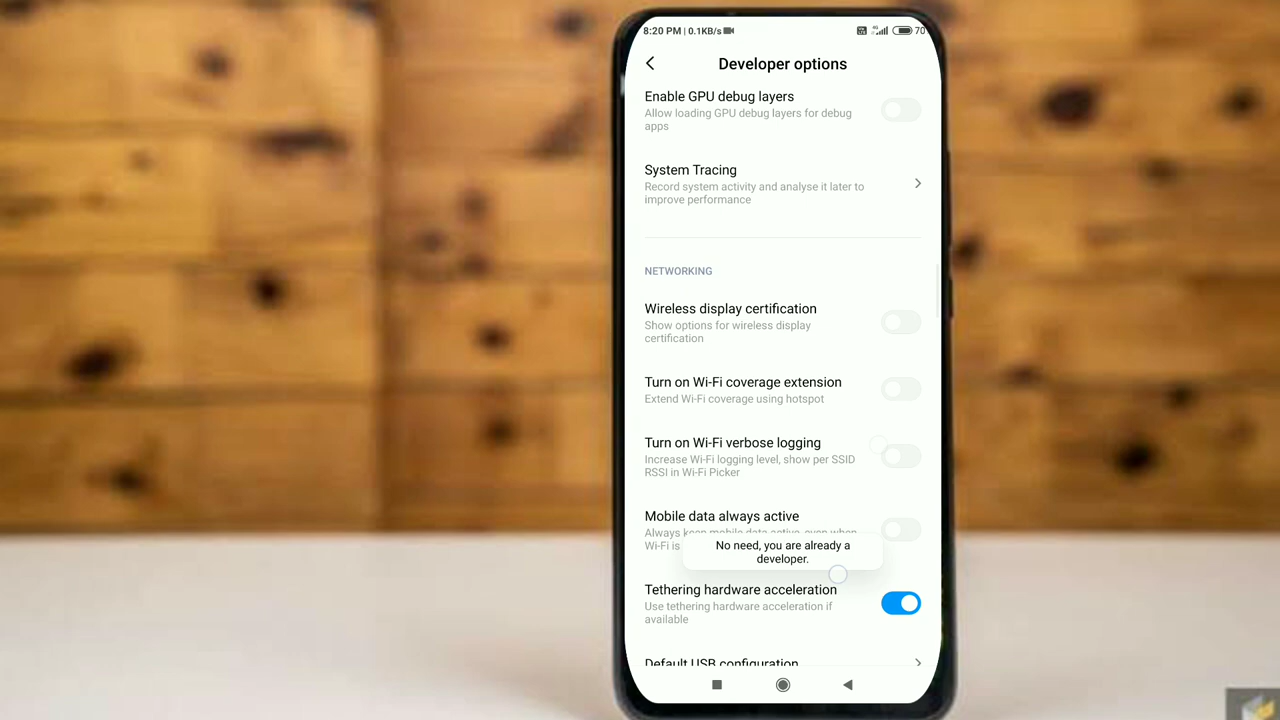 8:20 PM | 0.1KB/s
4G
70
Developer options
Enable GPU debug layers
Allow loading GPU debug layers for debug
apps
System Tracing
Record system activity and analyse it later to
improve performance
NETWORKING
Wireless display certification
Show options for wireless display
certification
Turn on Wi-Fi coverage extension
Extend Wi-Fi coverage using hotspot
Turn on Wi-Fi verbose logging
Increase Wi-Fi logging level, show per SSID
RSSI in Wi-Fi Picker
Mobile data always active
Always keep mobile data active, even when
Wi-Fi is
No need, you are already a
developer.
Tethering hardware acceleration
Use tethering hardware acceleration if
available
Default USB configuration